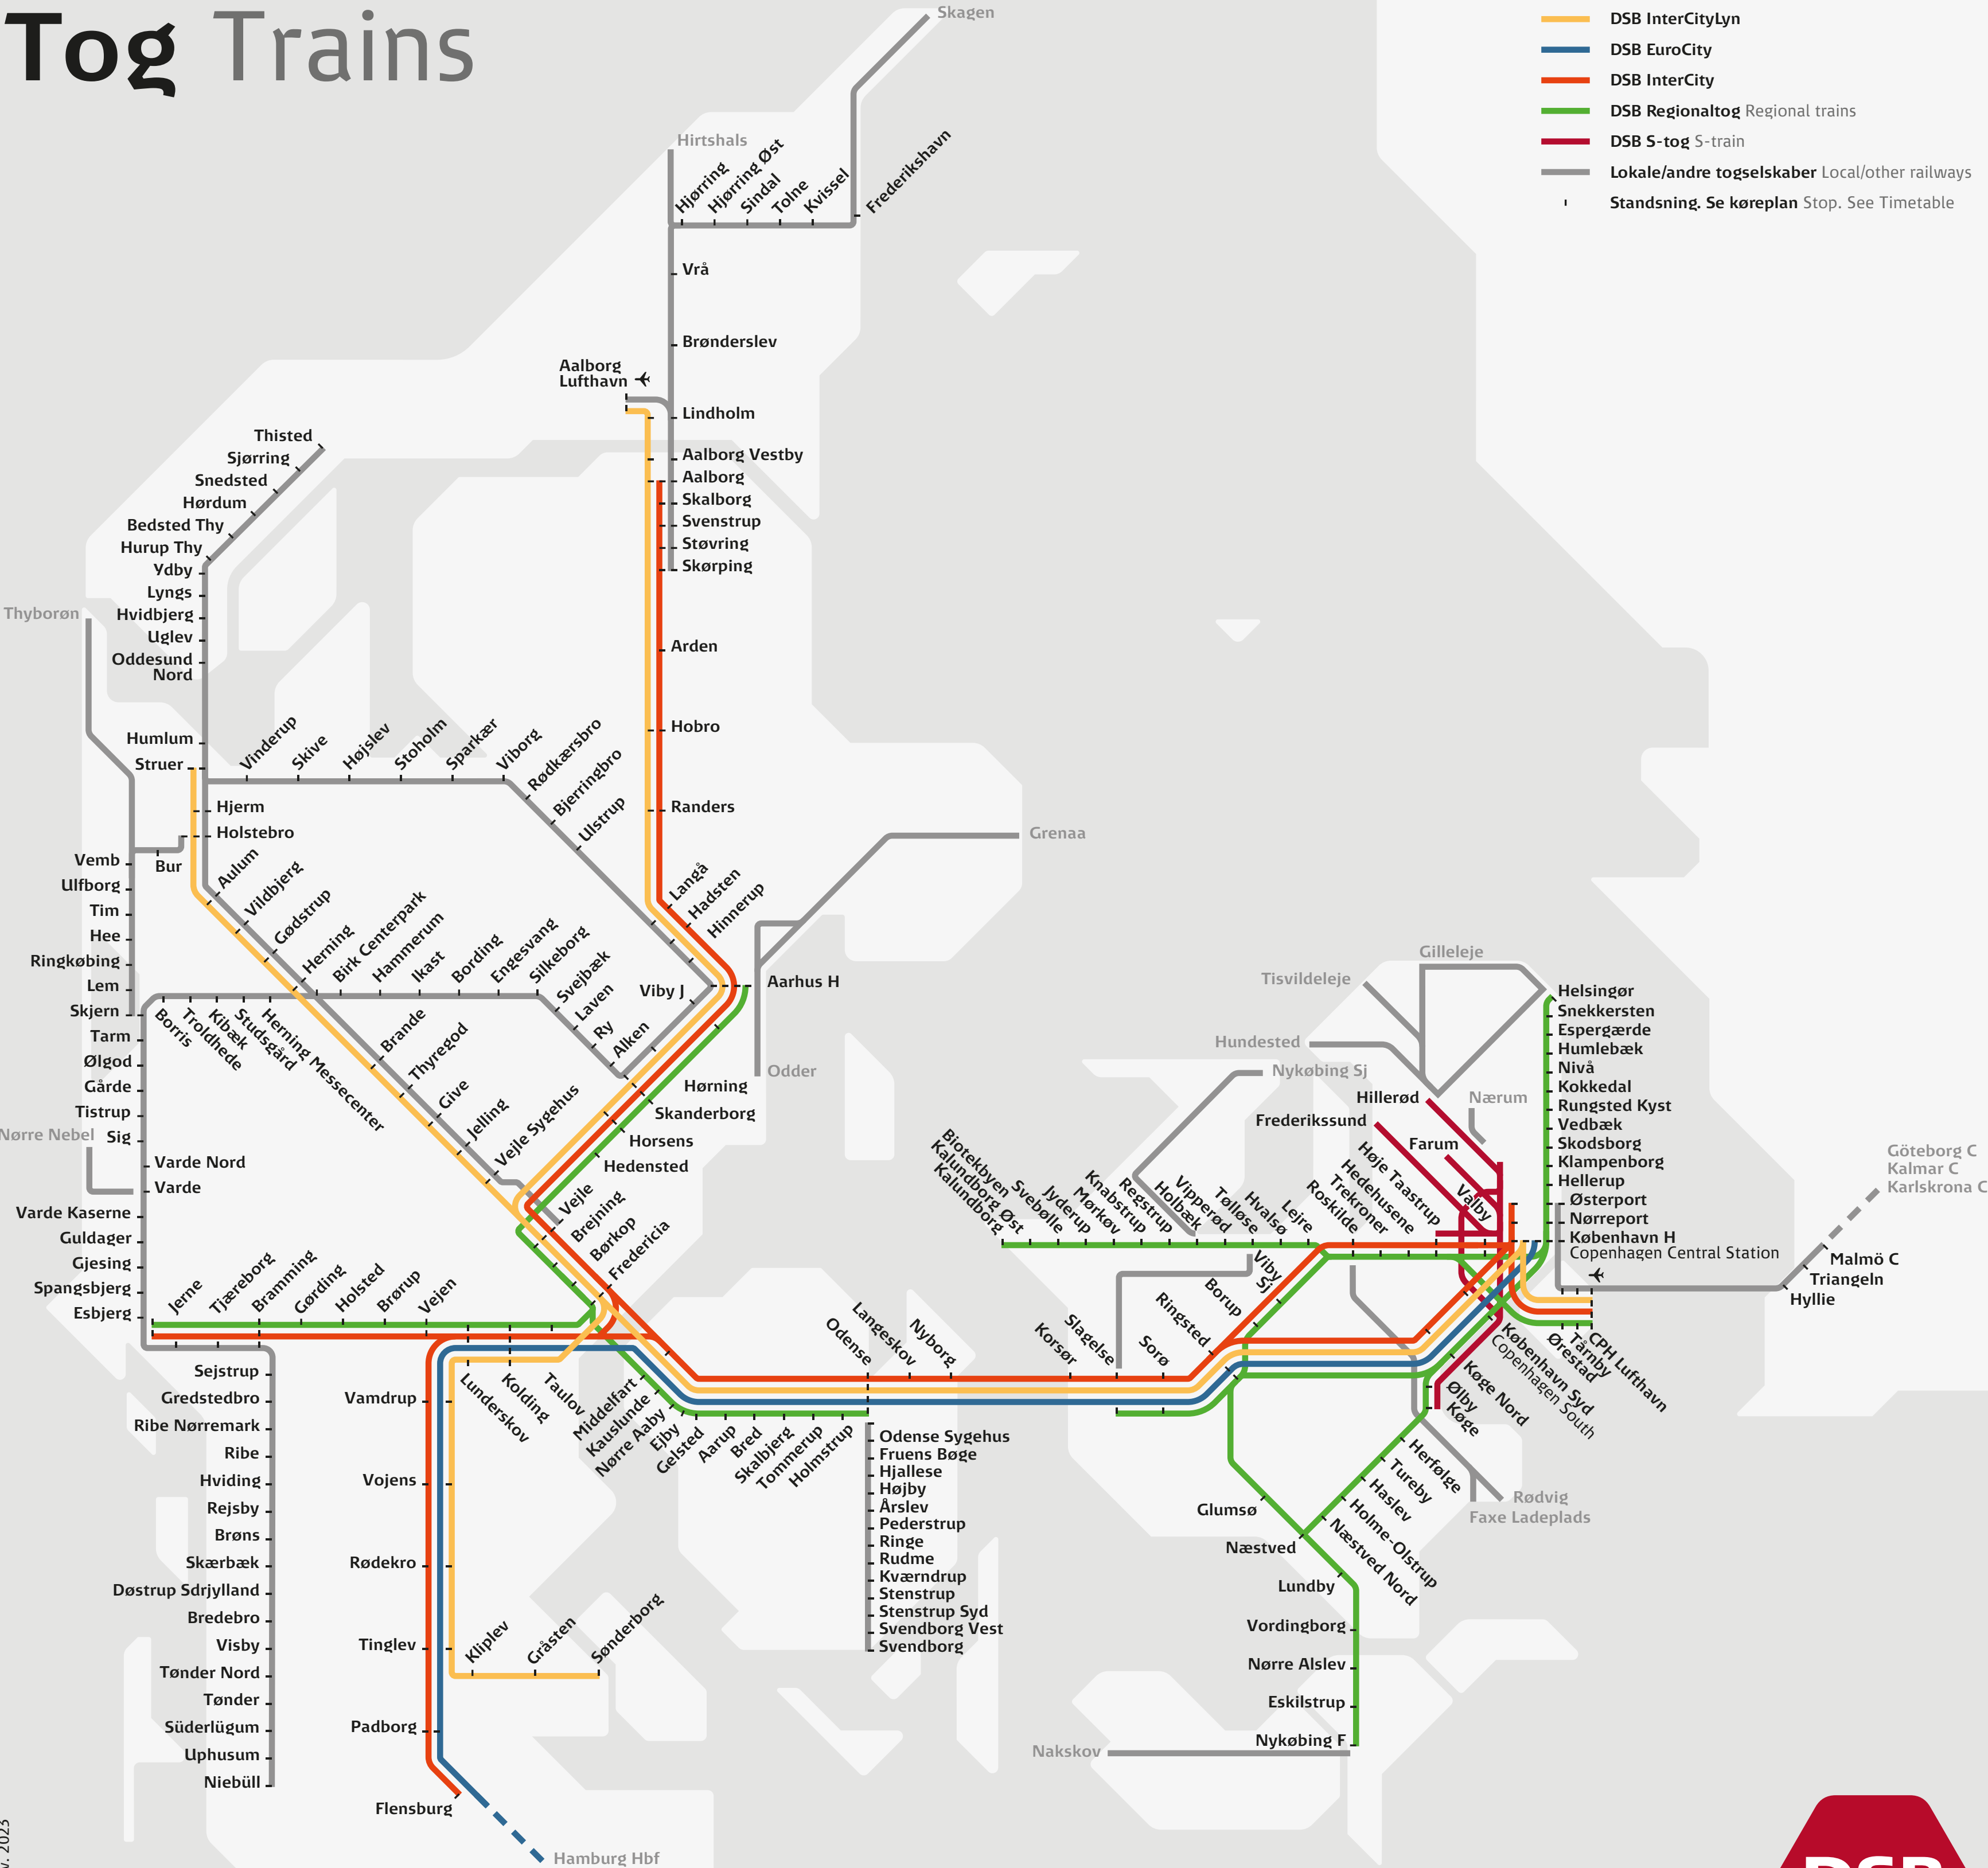 Tog Trains
DSB InterCityLyn
DSB EuroCity
DSB InterCity
DSB Regionaltog Regional trains
DSB S-tog S-train
Lokale/andre togselskaber Local/other railways
Standsning. Se køreplan Stop. See Timetable
Skagen
Hirtshals
Hjørring
Hjørring Øst
Sindal
Tolne
Kvissel
Frederikshavn
Vrå
Brønderslev
Aalborg
Lufthavn
Lindholm
Aalborg Vestby
Aalborg
Skalborg
Svenstrup
Støvring
Skørping
Arden
Hobro
Randers
Langå
Hadsten
Hinnerup
Thisted
Sjørring
Snedsted
Hørdum
Bedsted Thy
Hurup Thy
Ydby
Lyngs
Hvidbjerg
Uglev
Oddesund
Nord
Thyborøn
Humlum
Struer
Vinderup
Skive
Højslev
Stoholm
Sparkær
Viborg
Rødkærsbro
Bjerringbro
Ulstrup
Hjerm
Holstebro
Bur
Vemb
Ulfborg
Tim
Hee
Ringkøbing
Lem
Skjern
Tarm
Ølgod
Gårde
Tistrup
Sig
Nørre Nebel
Varde Nord
Varde
Varde Kaserne
Guldager
Gjesing
Spangsbjerg
Esbjerg
Aulum
Vildbjerg
Gødstrup
Herning
Birk Centerpark
Hammerum
Ikast
Bording
Engesvang
Silkeborg
Svejbæk
Laven
Ry
Alken
Viby J
Aarhus H
Grenaa
Odder
Borris
Troldhede
Kibæk
Studsgård
Herning Messecenter
Brande
Thyregod
Give
Jelling
Vejle Sygehus
Hørning
Skanderborg
Horsens
Hedensted
Vejle
Brejning
Børkop
Fredericia
Jerne
Tjæreborg
Bramming
Gørding
Holsted
Brørup
Vejen
Lunderskov
Kolding
Taulov
Middelfart
Kauslunde
Nørre Aaby
Ejby
Gelsted
Aarup
Bred
Skalbjerg
Tommerup
Holmstrup
Odense
Langeskov
Nyborg
Korsør
Slagelse
Sorø
Ringsted
Borup
Viby
Sj
Sejstrup
Gredstedbro
Ribe Nørremark
Ribe
Hviding
Rejsby
Brøns
Skærbæk
Døstrup Sdrjylland
Bredebro
Visby
Tønder Nord
Tønder
Süderlügum
Uphusum
Niebüll
Vamdrup
Vojens
Rødekro
Tinglev
Padborg
Flensburg
Hamburg Hbf
Kliplev
Gråsten
Sønderborg
Odense Sygehus
Fruens Bøge
Hjallese
Højby
Årslev
Pederstrup
Ringe
Rudme
Kværndrup
Stenstrup
Stenstrup Syd
Svendborg Vest
Svendborg
Gilleleje
Tisvildeleje
Hundested
Nykøbing Sj
Hillerød
Nærum
Frederikssund
Farum
Kalundborg
Kalundborg Øst
Biotekbyen
Svebølle
Jyderup
Mørkøv
Knabstrup
Regstrup
Holbæk
Vipperød
Tølløse
Hvalsø
Lejre
Roskilde
Trekroner
Hedehusene
Høje Taastrup
Valby
Helsingør
Snekkersten
Espergærde
Humlebæk
Nivå
Kokkedal
Rungsted Kyst
Vedbæk
Skodsborg
Klampenborg
Hellerup
Østerport
Nørreport
København H
Copenhagen Central Station
Göteborg C
Kalmar C
Karlskrona C
Malmö C
Triangeln
Hyllie
CPH Lufthavn
Tårnby
Ørestad
København Syd
Copenhagen South
Køge Nord
Ølby
Køge
Herfølge
Tureby
Haslev
Holme-Olstrup
Næstved Nord
Rødvig
Faxe Ladeplads
Glumsø
Næstved
Lundby
Vordingborg
Nørre Alslev
Eskilstrup
Nykøbing F
Nakskov
2023
DSB